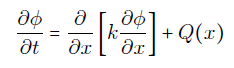 ∂ϕ/∂t = ∂/∂x [k ∂ϕ/∂x] + Q(x)